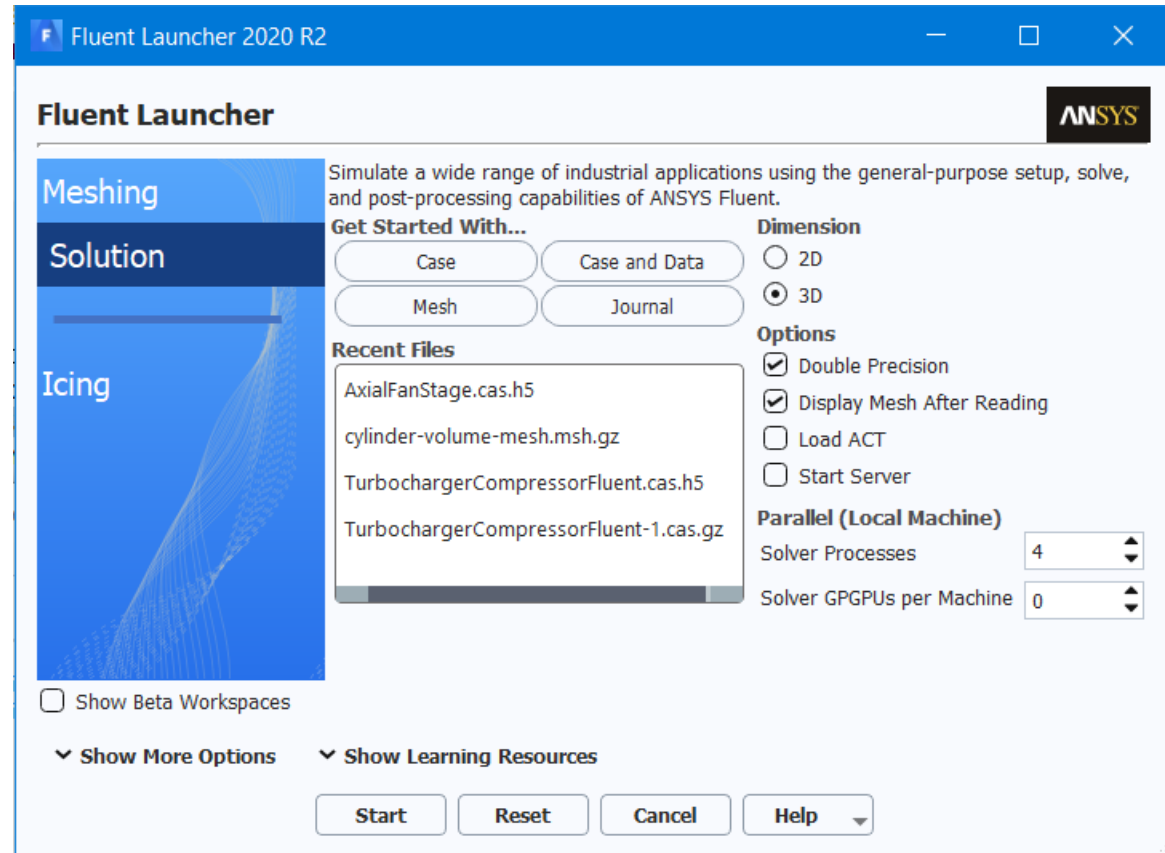 Fluent Launcher 2020 R2
Fluent Launcher
ANSYS
Meshing
Solution
Icing
Simulate a wide range of industrial applications using the general-purpose setup, solve,
and post-processing capabilities of ANSYS Fluent.
Get Started With...
Case
Case and Data
Mesh
Journal
Recent Files
AxialFanStage.cas.h5
cylinder-volume-mesh.msh.gz
TurbochargerCompressorFluent.cas.h5
TurbochargerCompressorFluent-1.cas.gz
Dimension
2D
3D
Options
Double Precision
Display Mesh After Reading
Load ACT
Start Server
Parallel (Local Machine)
Solver Processes 4
Solver GPGPUs per Machine 0
Show Beta Workspaces
Show More Options
Show Learning Resources
Start
Reset
Cancel
Help